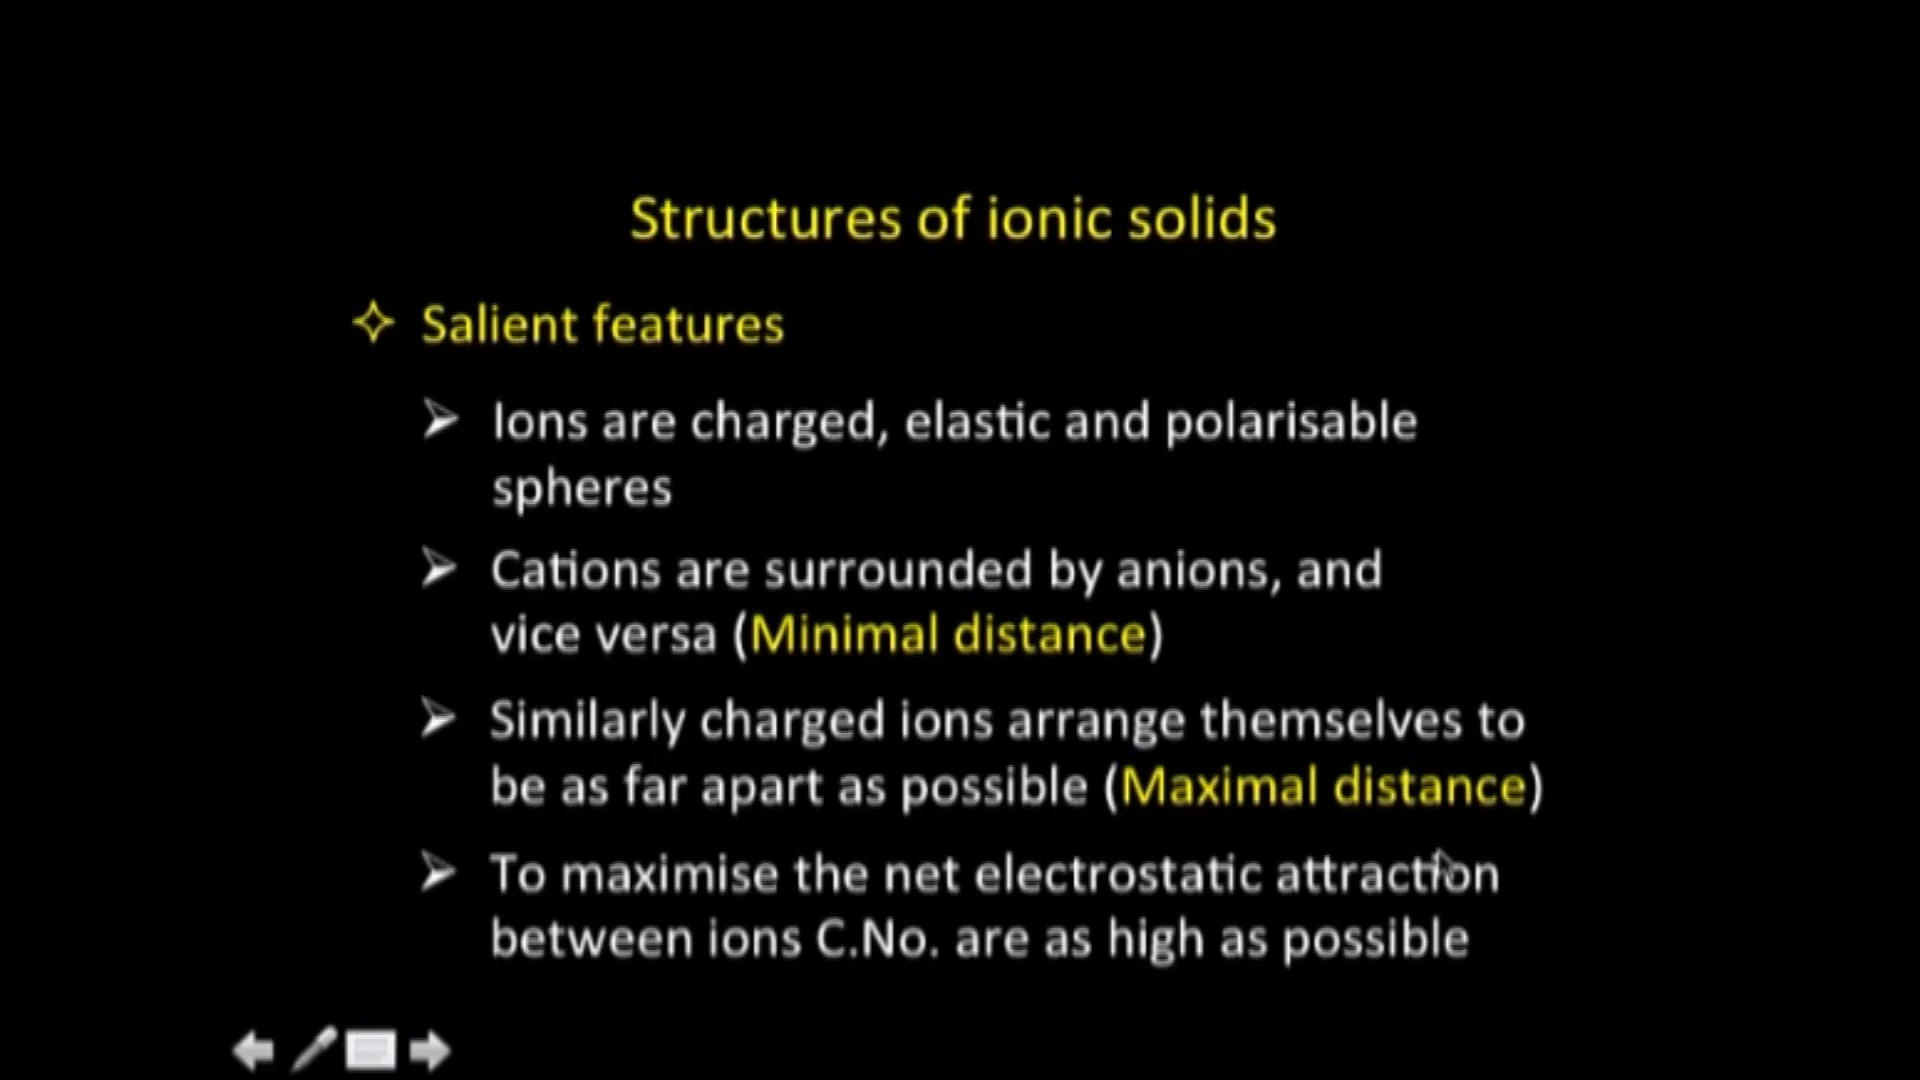 Structures of ionic solids
Salient features
Ions are charged, elastic and polarisable
spheres
Cations are surrounded by anions, and
vice versa (Minimal distance)
Similarly charged ions arrange themselves to
be as far apart as possible (Maximal distance)
To maximise the net electrostatic attraction
between ions C.No. are as high as possible